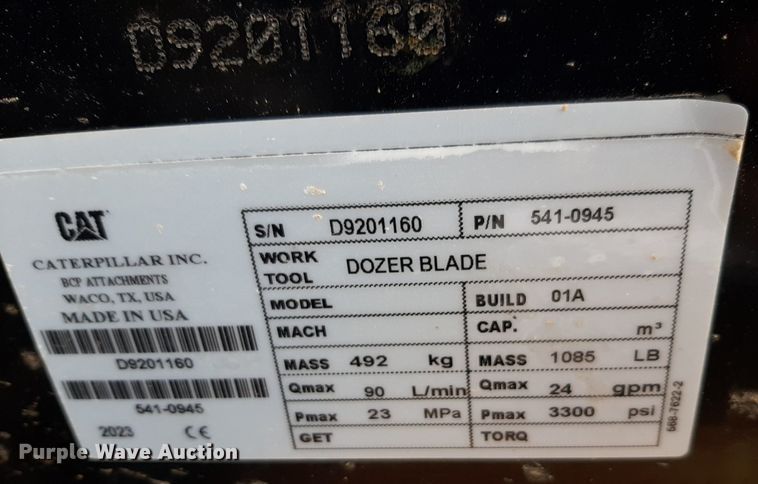 D9201160
CAT
CATERPILLAR INC.
BCP ATTACHMENTS
WACO, TX, USA
MADE IN USA
D9201160
541-0945
2023 CE
S/N D9201160 P/N 541-0945
WORK TOOL DOZER BLADE
MODEL BUILD 01A
MACH CAP. m³
MASS 492 kg MASS 1085 LB
Qmax 90 L/min Qmax 24 gpm
Pmax 23 MPa Pmax 3300 psi
GET TORQ
568-7622-2
Purple Wave Auction